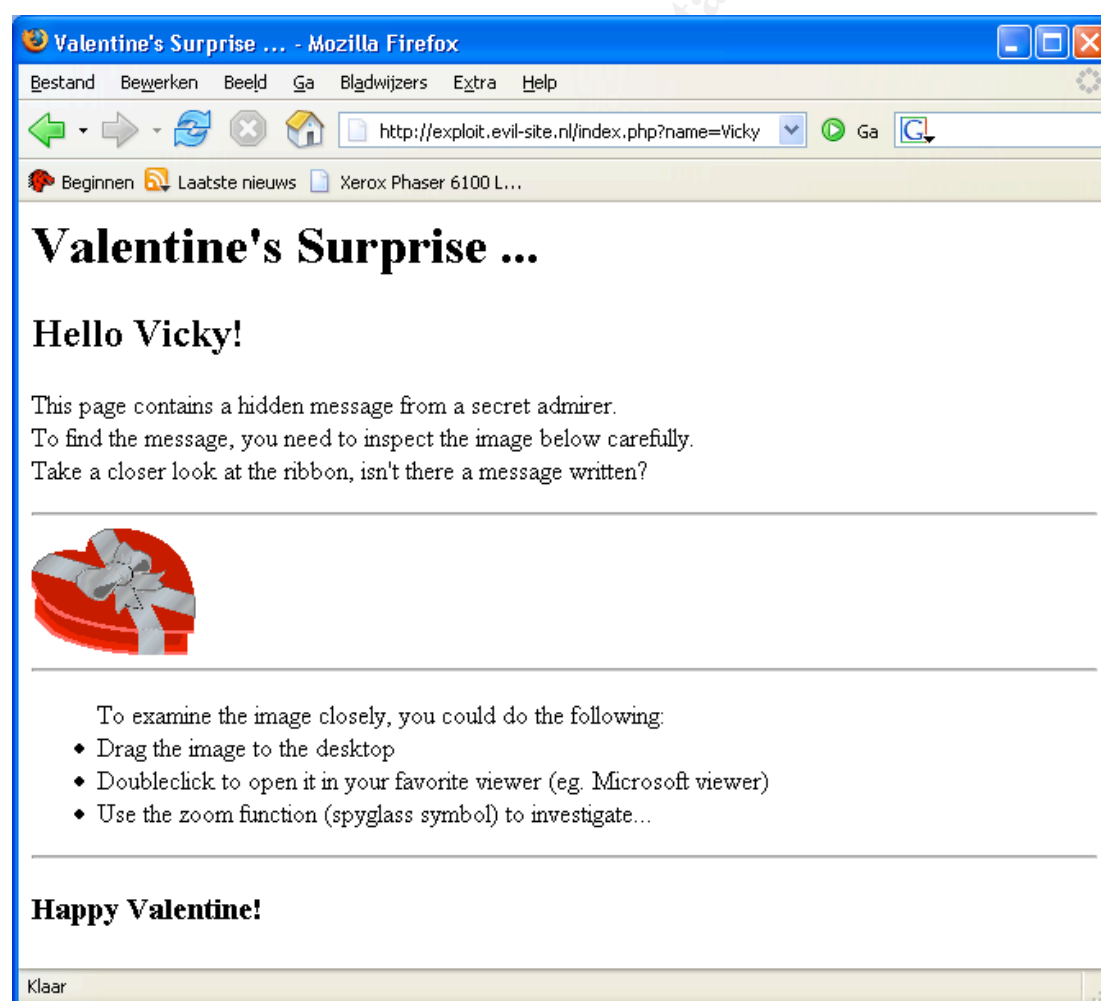 Valentine's Surprise ... - Mozilla Firefox
Bestand Bewerken Beeld Ga Bladwijzers Extra Help
http://exploit.evil-site.nl/index.php?name=Vicky Ga G
Beginnen Laatste nieuws Xerox Phaser 6100 L...
Valentine's Surprise ...
Hello Vicky!
This page contains a hidden message from a secret admirer.
To find the message, you need to inspect the image below carefully.
Take a closer look at the ribbon, isn't there a message written?
To examine the image closely, you could do the following:
• Drag the image to the desktop
• Doubleclick to open it in your favorite viewer (eg. Microsoft viewer)
• Use the zoom function (spyglass symbol) to investigate...
Happy Valentine!
Klaar